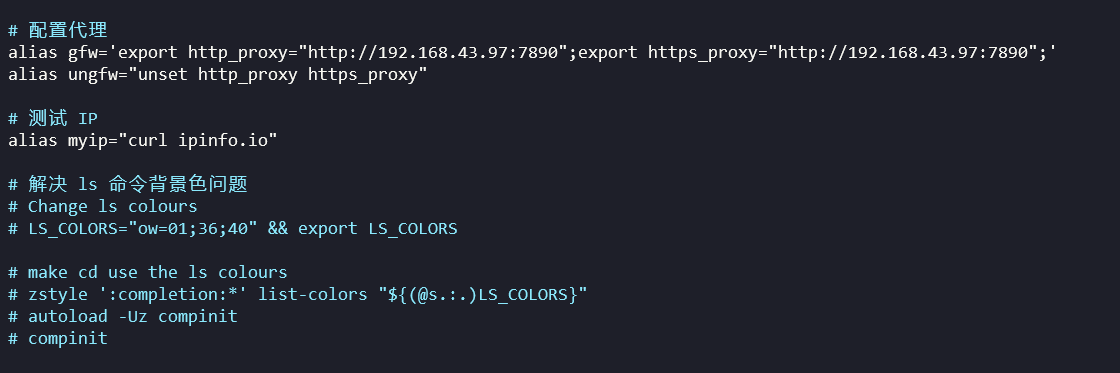 # 配置代理
alias gfw='export http_proxy="http://192.168.43.97:7890";export https_proxy="http://192.168.43.97:7890";'
alias ungfw="unset http_proxy https_proxy"
# 测试 IP
alias myip="curl ipinfo.io"
# 解决 ls 命令背景色问题
# Change ls colours
# LS_COLORS="ow=01;36;40" && export LS_COLORS
# make cd use the ls colours
# zstyle ':completion:*' list-colors "${(@s.:.)LS_COLORS}"
# autoload -Uz compinit
# compinit